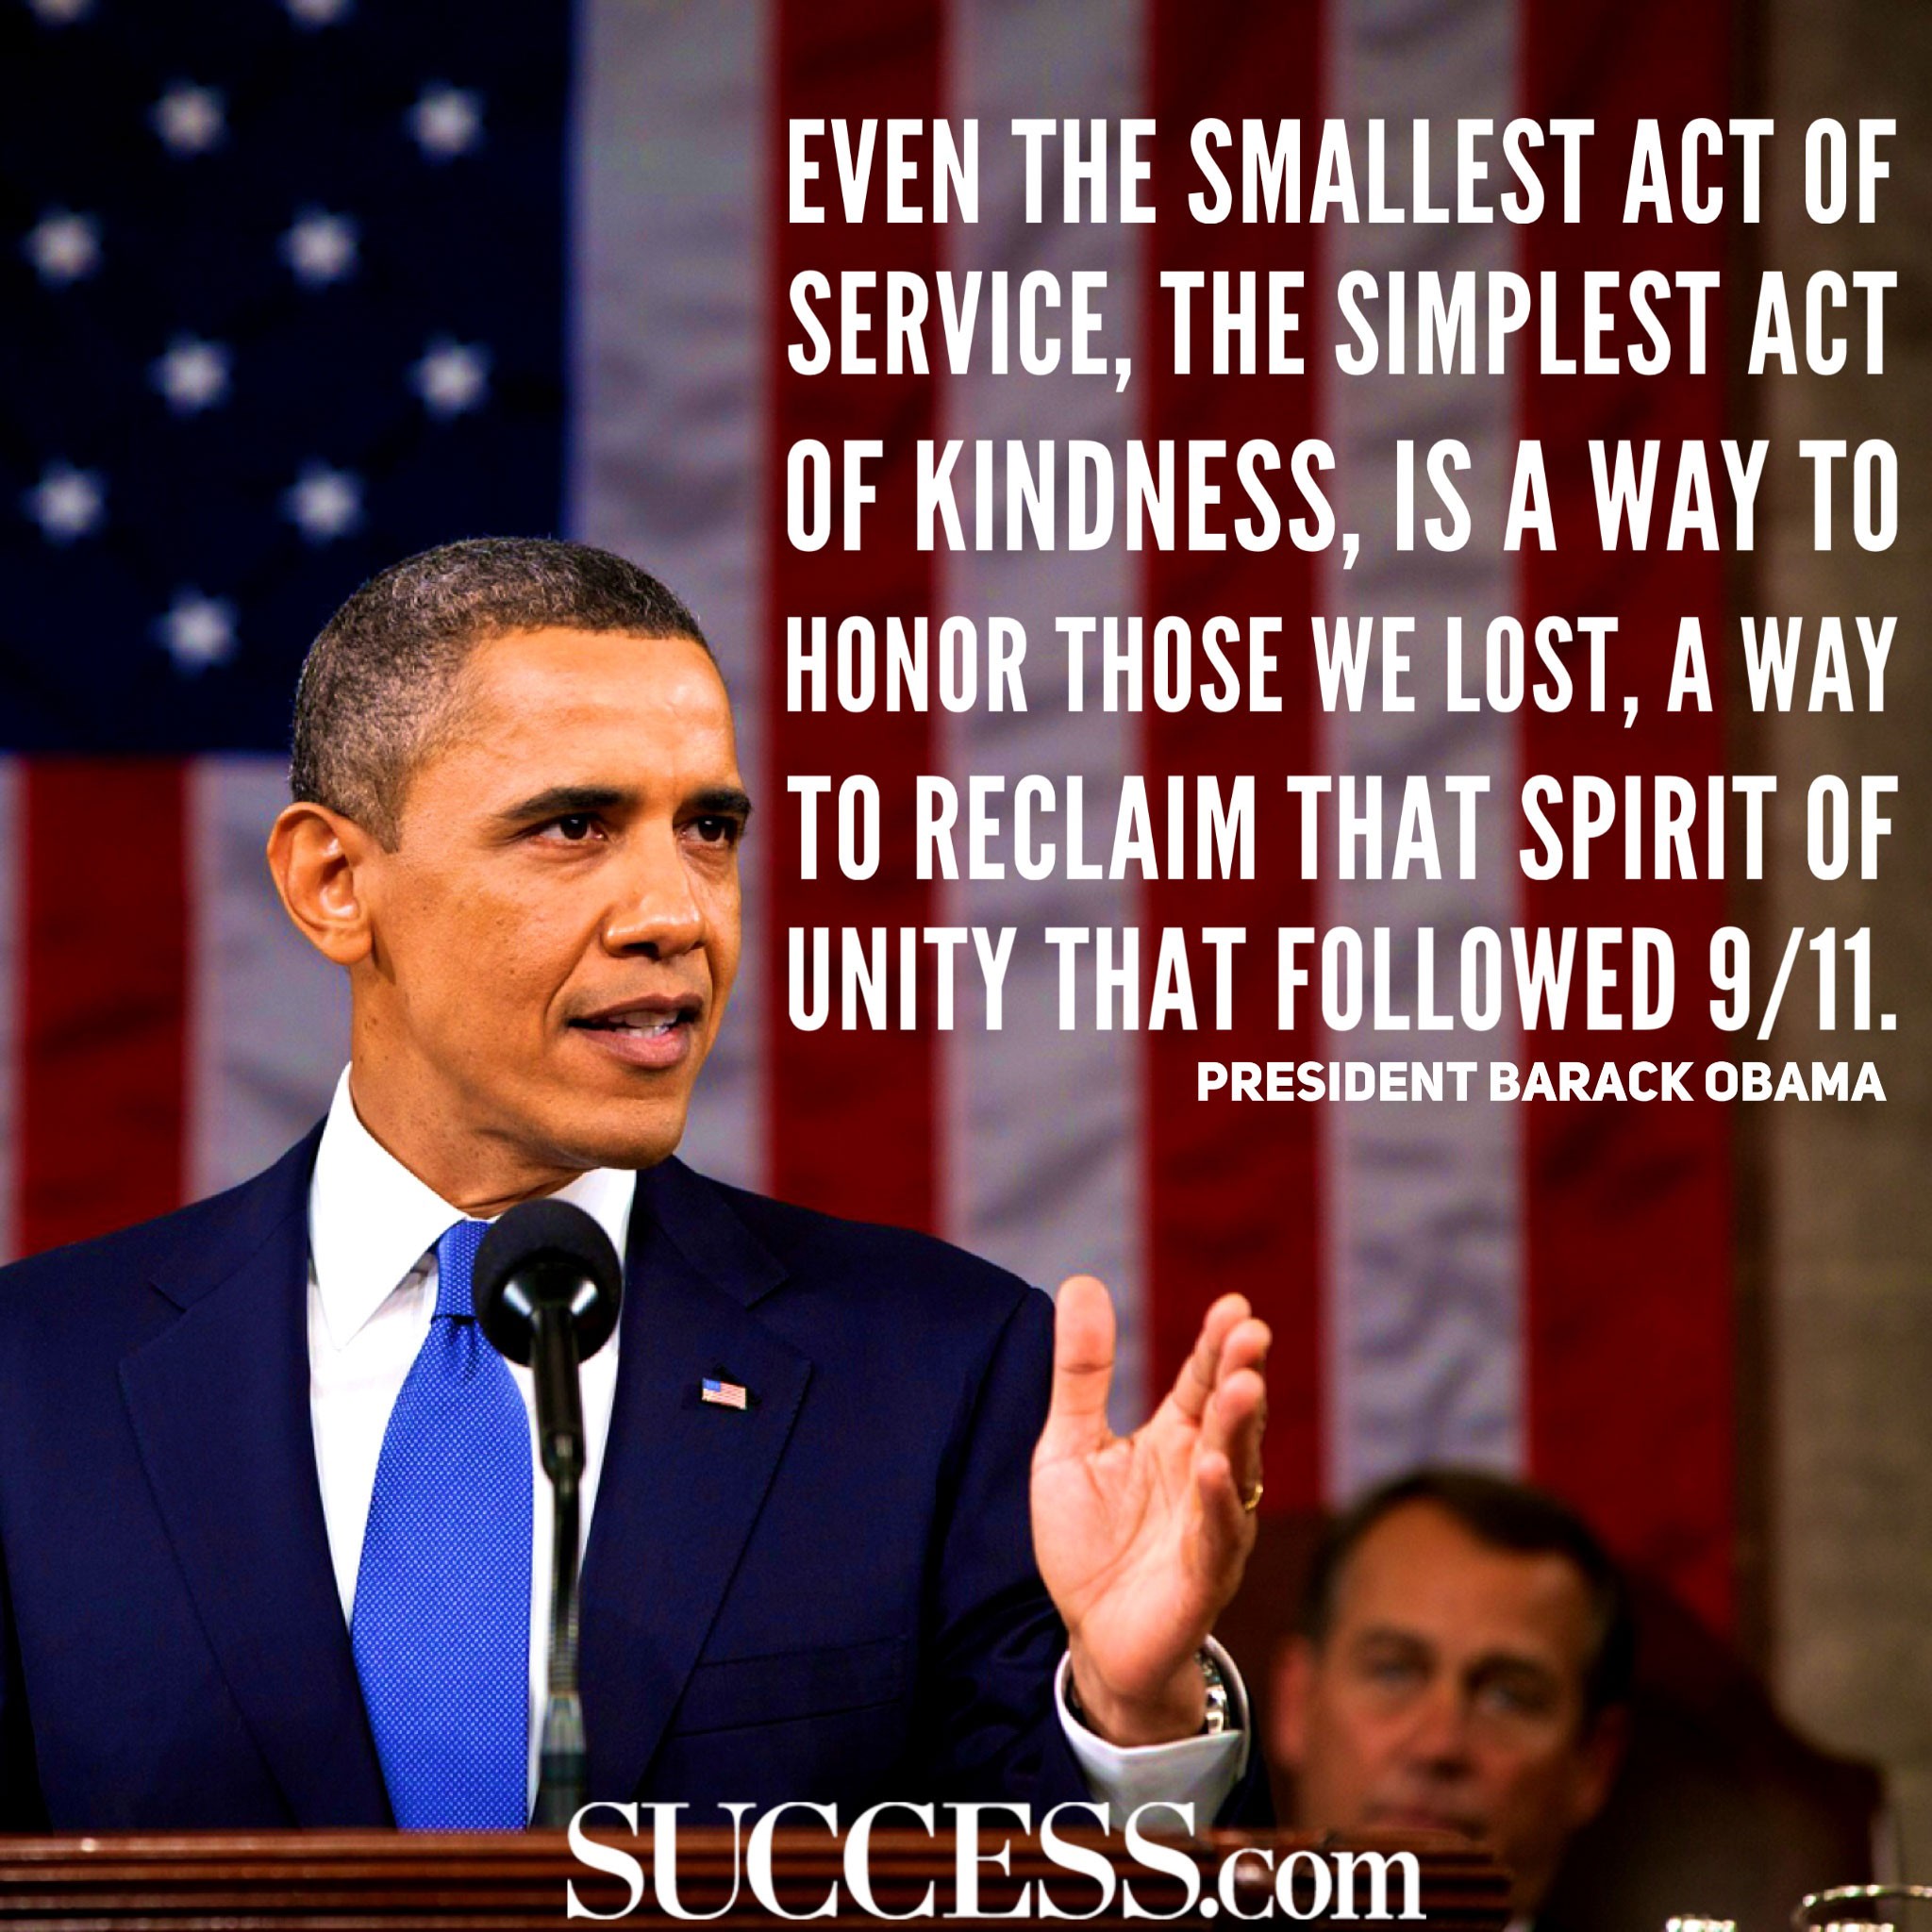 EVEN THE SMALLEST ACT OF
SERVICE, THE SIMPLEST ACT
OF KINDNESS, IS A WAY TO
HONOR THOSE WE LOST, A WAY
TO RECLAIM THAT SPIRIT OF
UNITY THAT FOLLOWED 9/11.
PRESIDENT BARACK OBAMA
SUCCESS.com